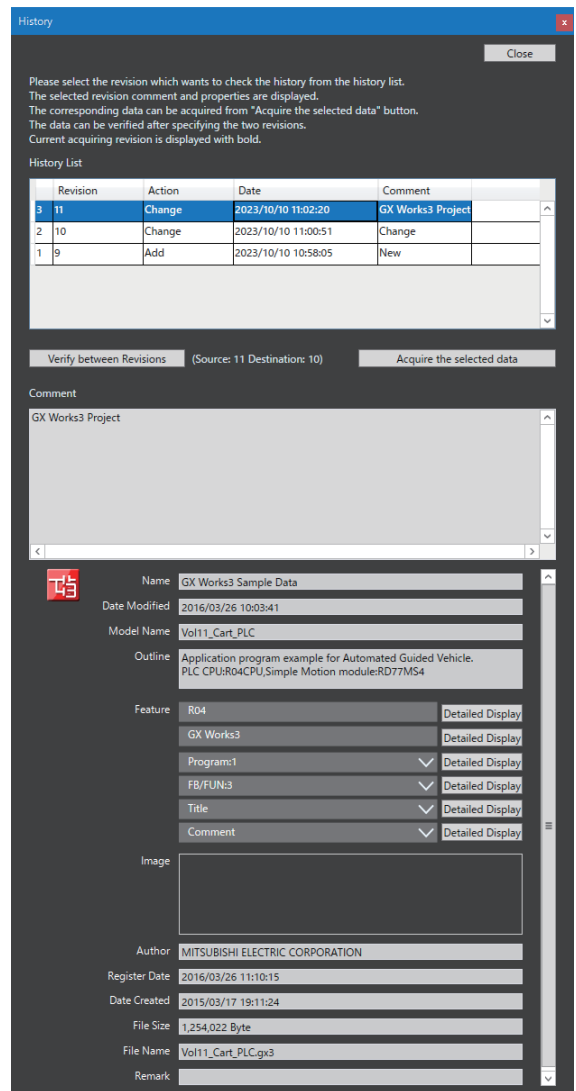 History
x
Close
Please select the revision which wants to check the history from the history list.
The selected revision comment and properties are displayed.
The corresponding data can be acquired from "Acquire the selected data" button.
The data can be verified after specifying the two revisions.
Current acquiring revision is displayed with bold.
History List
Revision Action Date Comment
3 11 Change 2023/10/10 11:02:20 GX Works3 Project
2 10 Change 2023/10/10 11:00:51 Change
1 9 Add 2023/10/10 10:58:05 New
Verify between Revisions (Source: 11 Destination: 10) Acquire the selected data
Comment
GX Works3 Project
Name GX Works3 Sample Data
Date Modified 2016/03/26 10:03:41
Model Name Vol11_Cart_PLC
Outline Application program example for Automated Guided Vehicle.
PLC CPU:R04CPU,Simple Motion module:RD77MS4
Feature R04 Detailed Display
GX Works3 Detailed Display
Program:1 Detailed Display
FB/FUN:3 Detailed Display
Title Detailed Display
Comment Detailed Display
Image
Author MITSUBISHI ELECTRIC CORPORATION
Register Date 2016/03/26 11:10:15
Date Created 2015/03/17 19:11:24
File Size 1,254,022 Byte
File Name Vol11_Cart_PLC.gx3
Remark